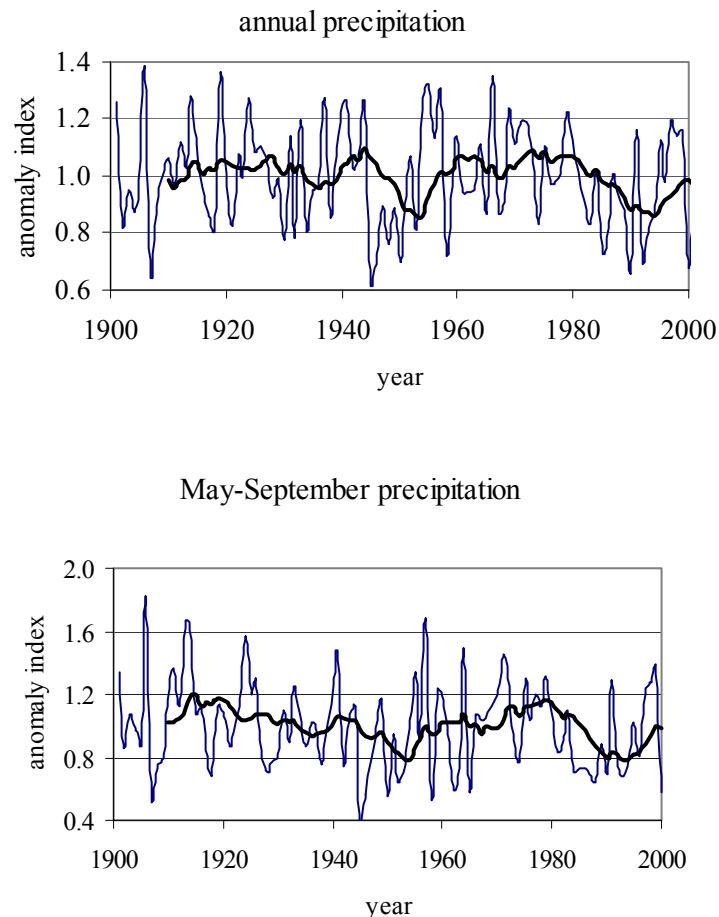 annual precipitation
1.4
1.2
1.0
0.8
0.6
anomaly index
1900 1920 1940 1960 1980 2000
year
May-September precipitation
2.0
1.6
1.2
0.8
0.4
anomaly index
1900 1920 1940 1960 1980 2000
year